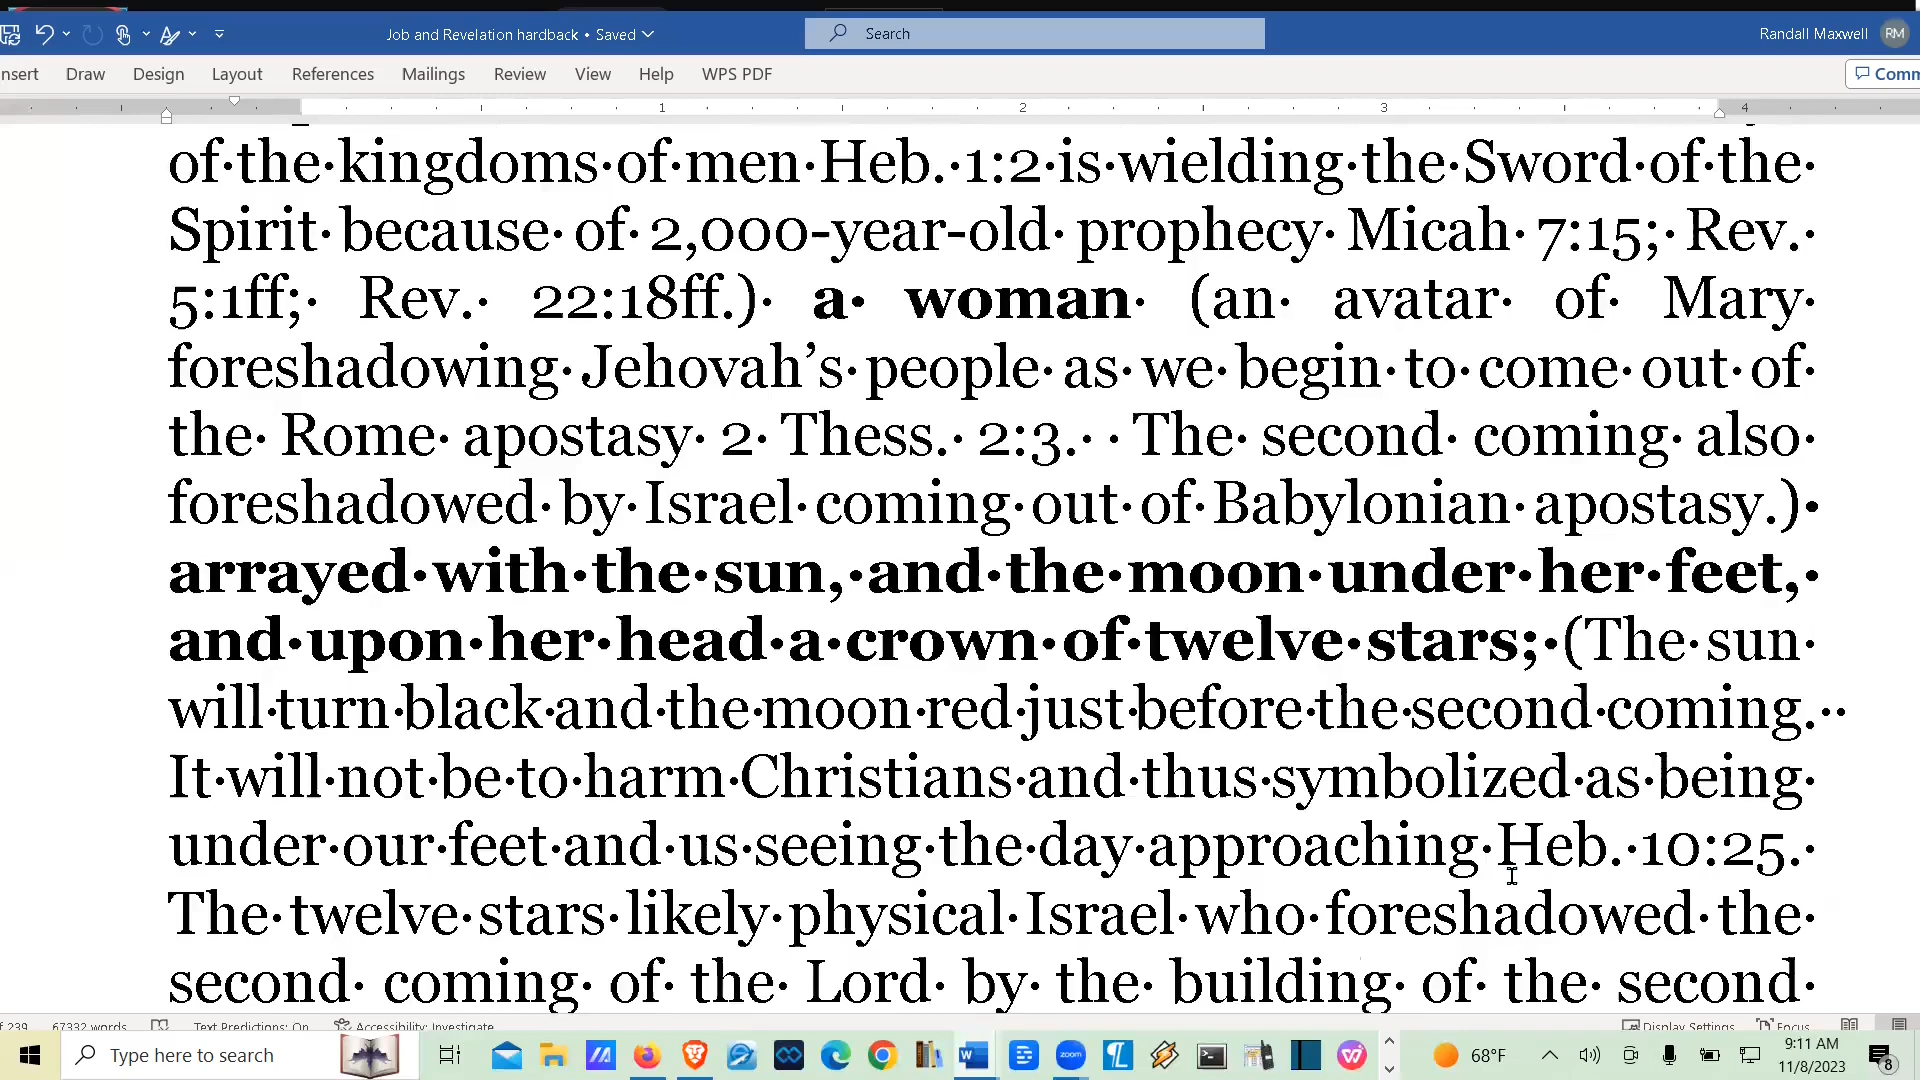 Job and Revelation hardback • Saved
Search
Randall Maxwell RM
nsert Draw Design Layout References Mailings Review View Help WPS PDF Comm
1 2 3 4
of·the·kingdoms·of·men·Heb.·1:2·is·wielding·the·Sword·of·the·
Spirit·because·of·2,000-year-old·prophecy·Micah·7:15;·Rev.·
5:1ff;·Rev.·22:18ff.)·a·woman·(an·avatar·of·Mary·
foreshadowing·Jehovah’s·people·as·we·begin·to·come·out·of·
the·Rome·apostasy·2·Thess.·2:3.··The·second·coming·also·
foreshadowed·by·Israel·coming·out·of·Babylonian·apostasy.)·
arrayed·with·the·sun,·and·the·moon·under·her·feet,·
and·upon·her·head·a·crown·of·twelve·stars;·(The·sun·
will·turn·black·and·the·moon·red·just·before·the·second·coming.··
It·will·not·be·to·harm·Christians·and·thus·symbolized·as·being·
under·our·feet·and·us·seeing·the·day·approaching·Heb.·10:25.·
The·twelve·stars·likely·physical·Israel·who·foreshadowed·the·
second·coming·of·the·Lord·by·the·building·of·the·second·
f 239 67332 words Text Predictions: On Accessibility: Investigate Display Settings Focus
Type here to search zoom 68°F 9:11 AM
11/8/2023 8